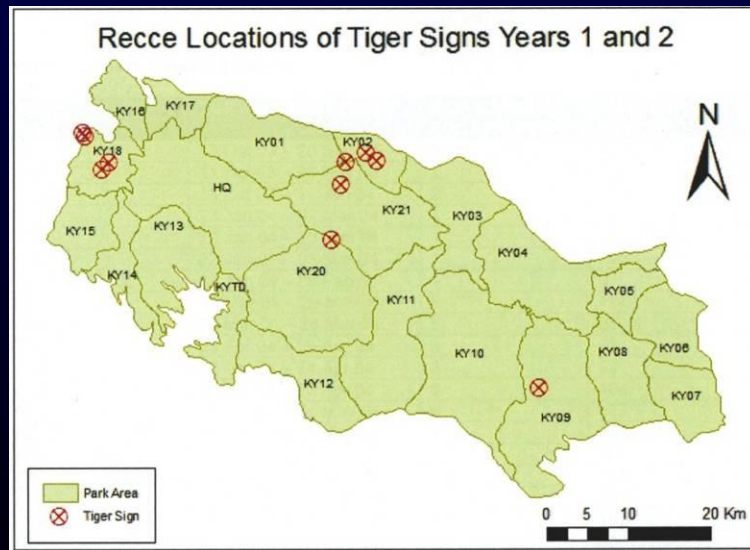 Recce Locations of Tiger Signs Years 1 and 2
N
KY16
KY17
KY01
KY02
KY18
HQ
KY21
KY03
KY15
KY13
KY04
KY14
KYTD
KY20
KY11
KY05
KY10
KY08
KY06
KY12
KY09
KY07
Park Area
Tiger Sign
0 5 10 20 Km